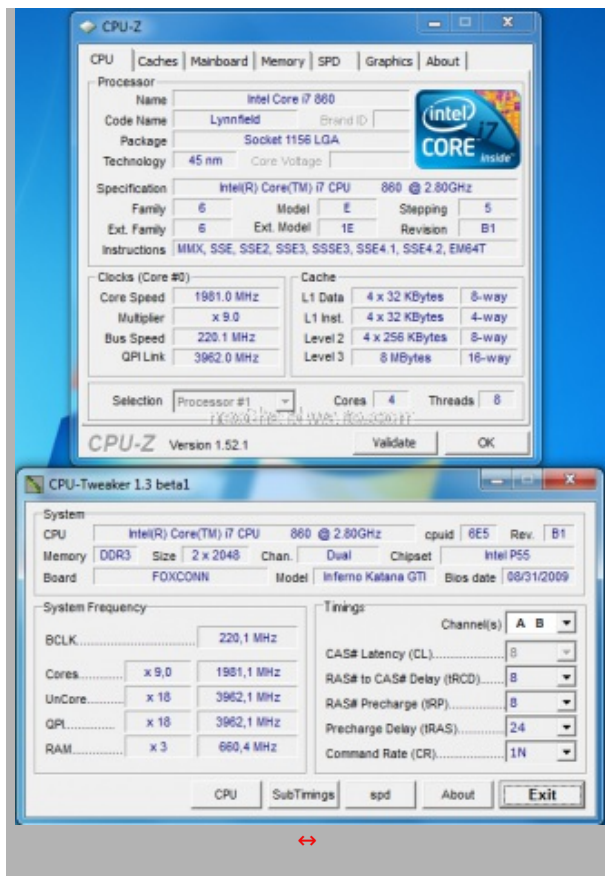 CPU-Z
CPU Caches Mainboard Memory SPD Graphics About
Processor
Name Intel Core i7 860
Code Name Lynnfield Brand ID
Package Socket 1156 LGA
Technology 45 nm Core Voltage
intel i7
CORE inside
Specification Intel(R) Core(TM) i7 CPU 860 @ 2.80GHz
Family 6 Model E Stepping 5
Ext. Family 6 Ext. Model 1E Revision B1
Instructions MMX, SSE, SSE2, SSE3, SSSE3, SSE4.1, SSE4.2, EM64T
Clocks (Core #0) Cache
Core Speed 1981.0 MHz L1 Data 4 x 32 KBytes 8-way
Multiplier x 9.0 L1 Inst. 4 x 32 KBytes 4-way
Bus Speed 220.1 MHz Level 2 4 x 256 KBytes 8-way
QPI Link 3962.0 MHz Level 3 8 MBytes 16-way
Selection Processor #1 Cores 4 Threads 8
CPU-Z Version 1.52.1 Validate OK
CPU-Tweaker 1.3 beta1
System
CPU Intel(R) Core(TM) i7 CPU 860 @ 2.80GHz cpuid 6E5 Rev. B1
Memory DDR3 Size 2 x 2048 Chan. Dual Chipset Intel P55
Board FOXCONN Model Inferno Katana GTI Bios date 08/31/2009
System Frequency Timings
Channel(s) A B
BCLK 220,1 MHz
CAS# Latency (CL) 8
Cores x 9,0 1981,1 MHz
RAS# to CAS# Delay (tRCD) 8
UnCore x 18 3962,1 MHz
RAS# Precharge (tRP) 8
QPI x 18 3962,1 MHz
Precharge Delay (tRAS) 24
RAM x 3 660,4 MHz
Command Rate (CR) 1N
CPU SubTimings spd About Exit